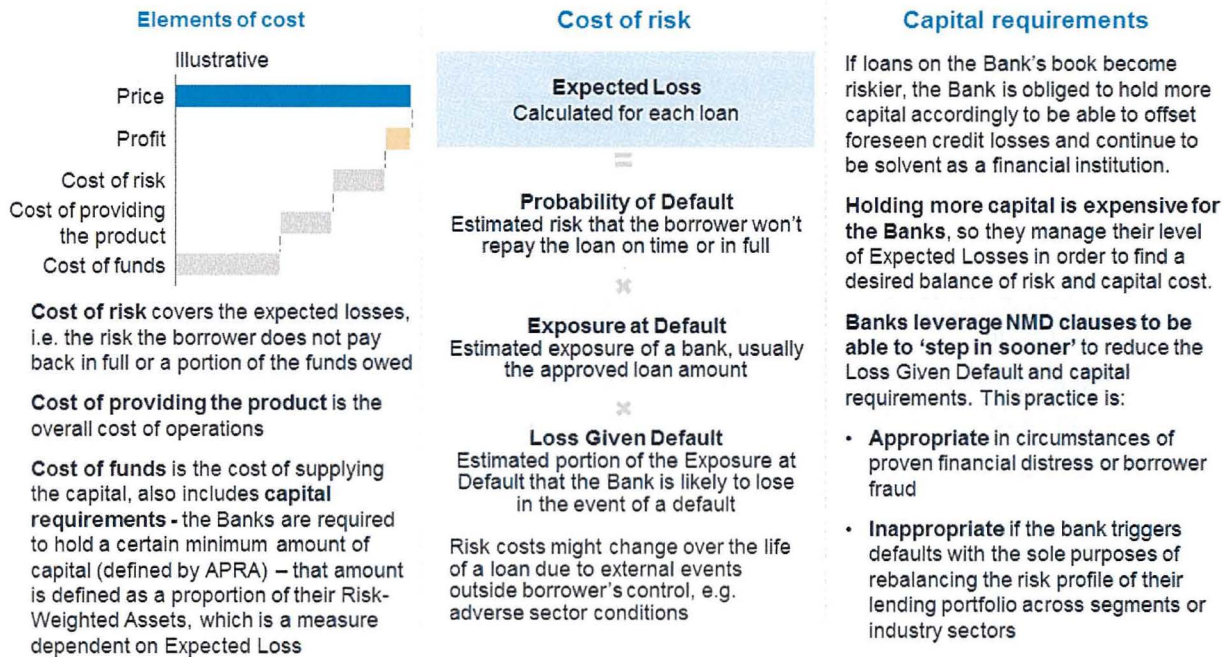 Elements of cost
Illustrative
Price
Profit
Cost of risk
Cost of providing
the product
Cost of funds
Cost of risk covers the expected losses,
i.e. the risk the borrower does not pay
back in full or a portion of the funds owed
Cost of providing the product is the
overall cost of operations
Cost of funds is the cost of supplying
the capital, also includes capital
requirements - the Banks are required
to hold a certain minimum amount of
capital (defined by APRA) – that amount
is defined as a proportion of their Risk-
Weighted Assets, which is a measure
dependent on Expected Loss
Cost of risk
Expected Loss
Calculated for each loan
=
Probability of Default
Estimated risk that the borrower won't
repay the loan on time or in full
×
Exposure at Default
Estimated exposure of a bank, usually
the approved loan amount
×
Loss Given Default
Estimated portion of the Exposure at
Default that the Bank is likely to lose
in the event of a default
Risk costs might change over the life
of a loan due to external events
outside borrower's control, e.g.
adverse sector conditions
Capital requirements
If loans on the Bank's book become
riskier, the Bank is obliged to hold more
capital accordingly to be able to offset
foreseen credit losses and continue to
be solvent as a financial institution.
Holding more capital is expensive for
the Banks, so they manage their level
of Expected Losses in order to find a
desired balance of risk and capital cost.
Banks leverage NMD clauses to be
able to 'step in sooner' to reduce the
Loss Given Default and capital
requirements. This practice is:
• Appropriate in circumstances of
proven financial distress or borrower
fraud
• Inappropriate if the bank triggers
defaults with the sole purposes of
rebalancing the risk profile of their
lending portfolio across segments or
industry sectors